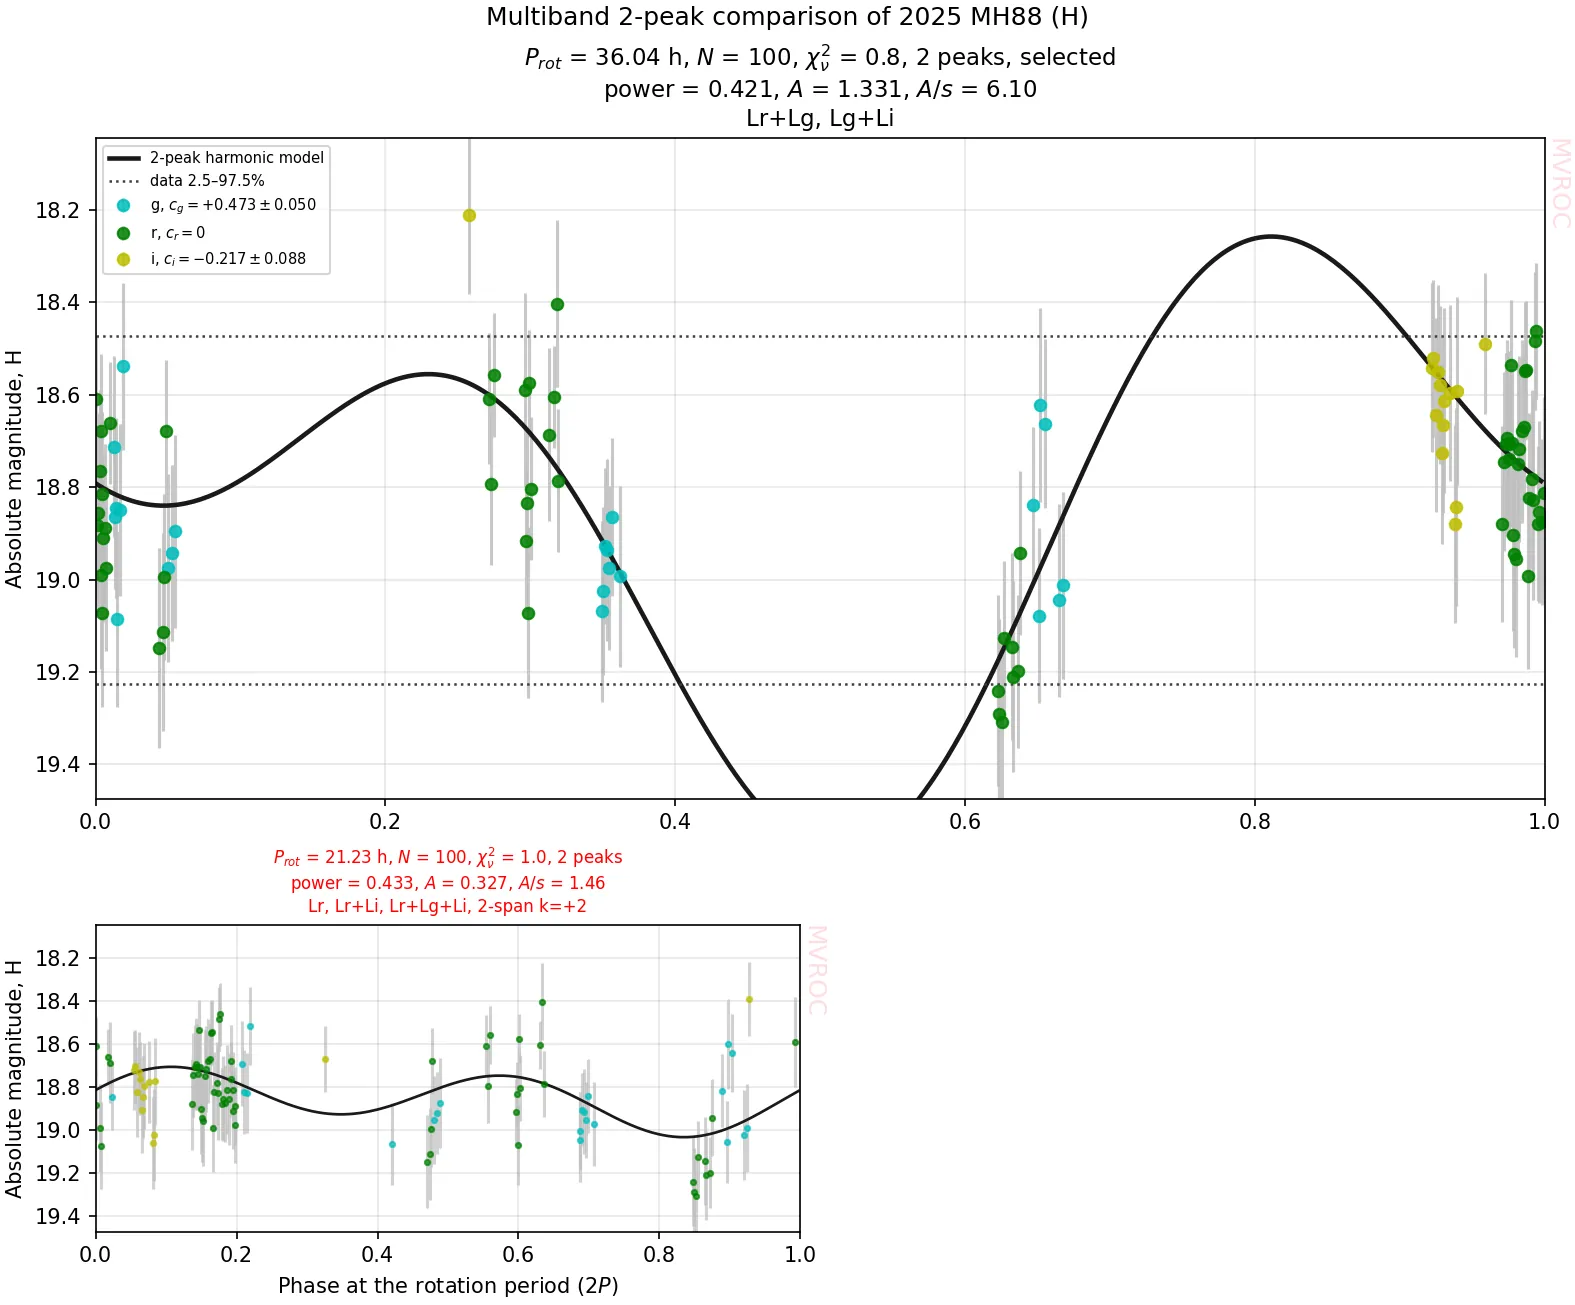 Multiband 2-peak comparison of 2025 MH88 (H)
P_rot = 36.04 h, N = 100, χ²_ν = 0.8, 2 peaks, selected
power = 0.421, A = 1.331, A/s = 6.10
Lr+Lg, Lg+Li
2-peak harmonic model
data 2.5–97.5%
g, c_g = +0.473 ± 0.050
r, c_r = 0
i, c_i = −0.217 ± 0.088
MVROC
Absolute magnitude, H
18.2
18.4
18.6
18.8
19.0
19.2
19.4
0.0 0.2 0.4 0.6 0.8 1.0
P_rot = 21.23 h, N = 100, χ²_ν = 1.0, 2 peaks
power = 0.433, A = 0.327, A/s = 1.46
Lr, Lr+Li, Lr+Lg+Li, 2-span k=+2
MVROC
Absolute magnitude, H
18.2
18.4
18.6
18.8
19.0
19.2
19.4
0.0 0.2 0.4 0.6 0.8 1.0
Phase at the rotation period (2P)